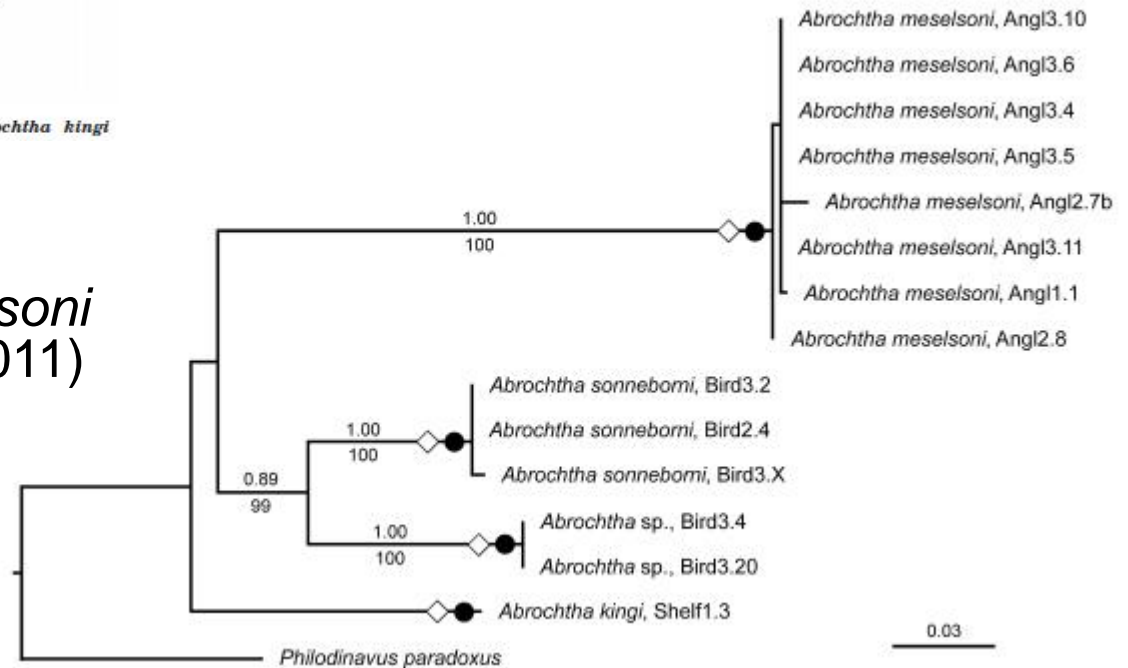 Abrochtha meselsoni, Angl3.10
Abrochtha meselsoni, Angl3.6
Abrochtha meselsoni, Angl3.4
ochtha kingi
Abrochtha meselsoni, Angl3.5
Abrochtha meselsoni, Angl2.7b
1.00
100
Abrochtha meselsoni, Angl3.11
Abrochtha meselsoni, Angl1.1
soni
011)
Abrochtha meselsoni, Angl2.8
Abrochtha sonneborni, Bird3.2
1.00
100
Abrochtha sonneborni, Bird2.4
Abrochtha sonneborni, Bird3.X
0.89
99
Abrochtha sp., Bird3.4
1.00
100
Abrochtha sp., Bird3.20
Abrochtha kingi, Shelf1.3
0.03
Philodinavus paradoxus